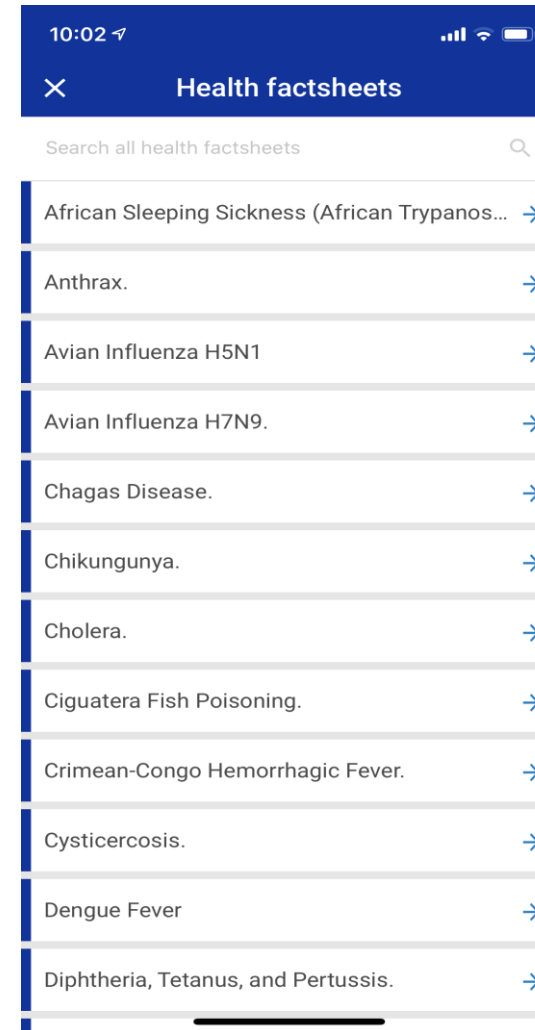 10:02
Health factsheets
Search all health factsheets
African Sleeping Sickness (African Trypanos...
Anthrax.
Avian Influenza H5N1
Avian Influenza H7N9.
Chagas Disease.
Chikungunya.
Cholera.
Ciguatera Fish Poisoning.
Crimean-Congo Hemorrhagic Fever.
Cysticercosis.
Dengue Fever
Diphtheria, Tetanus, and Pertussis.